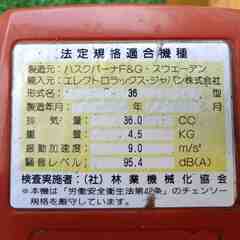 法定規格適合機種
製造元:ハスクバーナF&G・スウェーデン
輸入元:エレクトロラックス・ジャパン株式会社
形式名: 36 型
製造年月: 年 月
排気量: 36.0 CC
質量: 4.5 KG
振動加速度: 9.0 m/s²
騒音レベル: 95.4 dB(A)
検査実施者:(社)林業機械化協会
※本機は「労働安全衛生法第42条」のチェンソー
規格を厳守しています。